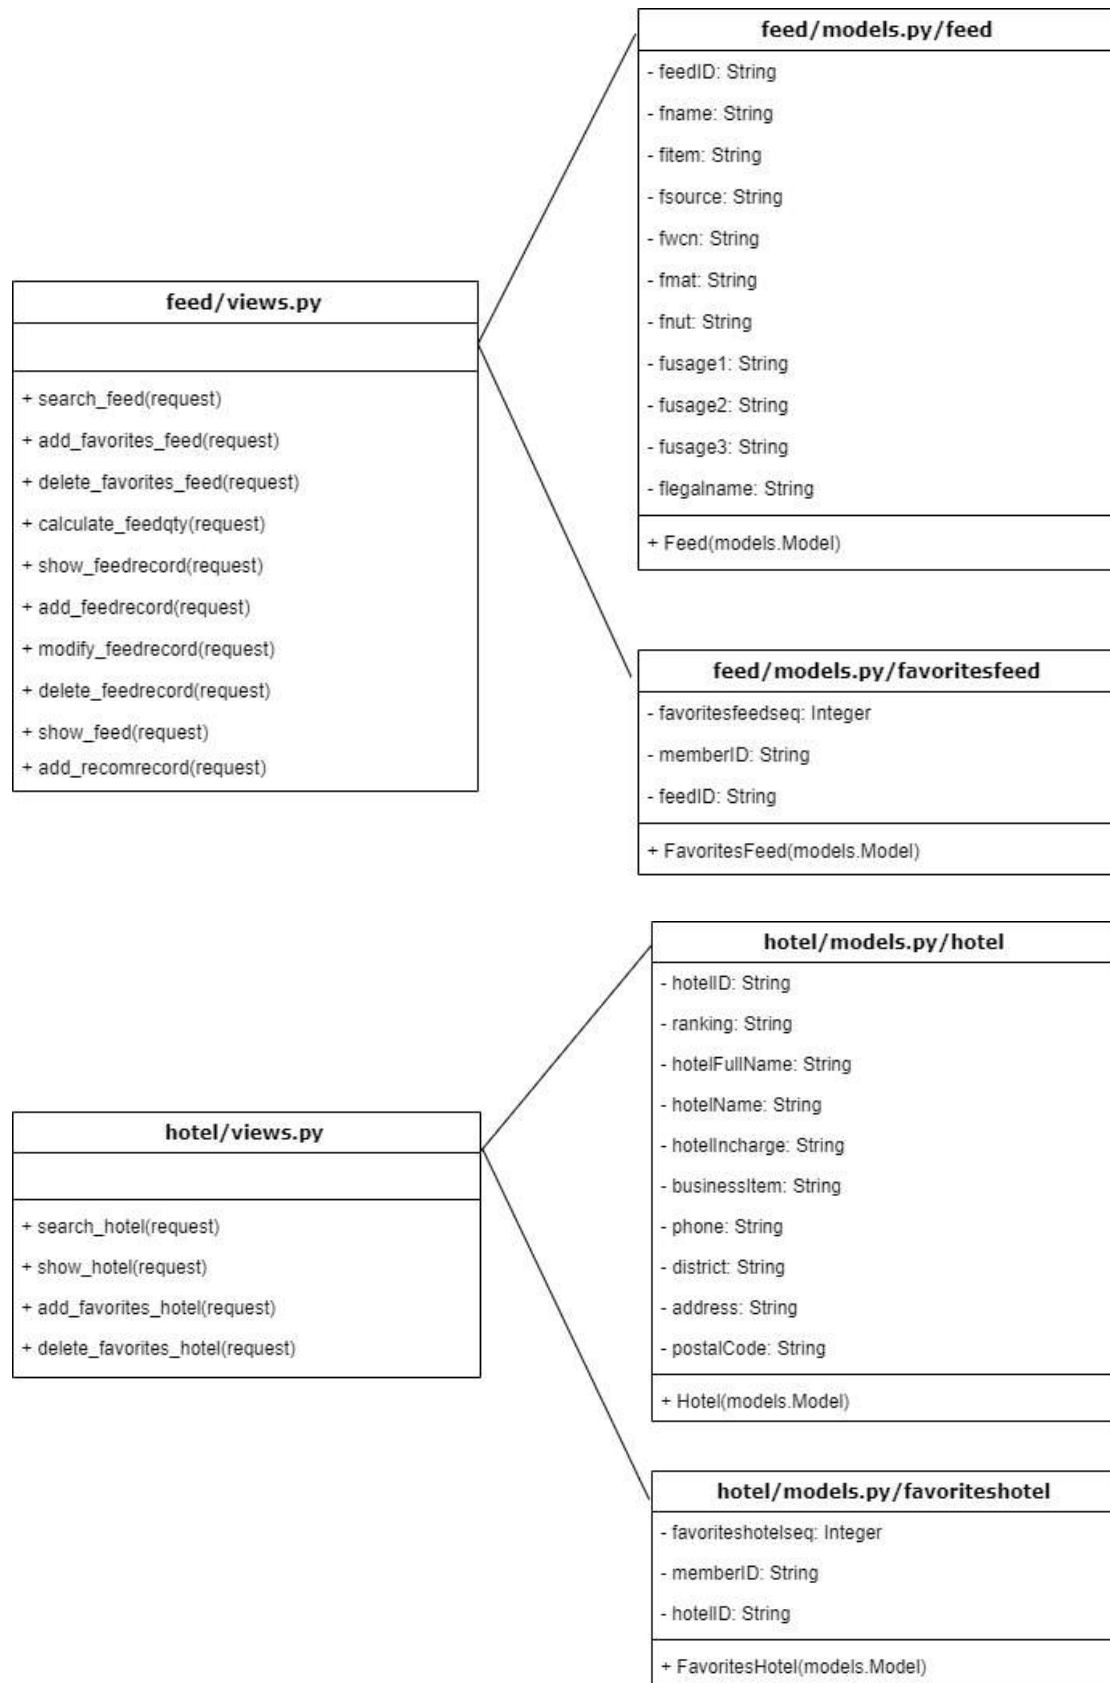 feed/models.py/feed
- feedID: String
- fname: String
- fitem: String
- fsource: String
- fwcn: String
- fmat: String
- fnut: String
- fusage1: String
- fusage2: String
- fusage3: String
- flegalname: String
+ Feed(models.Model)
feed/views.py
+ search_feed(request)
+ add_favorites_feed(request)
+ delete_favorites_feed(request)
+ calculate_feedqty(request)
+ show_feedrecord(request)
+ add_feedrecord(request)
+ modify_feedrecord(request)
+ delete_feedrecord(request)
+ show_feed(request)
+ add_recomrecord(request)
feed/models.py/favoritesfeed
- favoritesfeedseq: Integer
- memberID: String
- feedID: String
+ FavoritesFeed(models.Model)
hotel/models.py/hotel
- hotelID: String
- ranking: String
- hotelFullName: String
- hotelName: String
- hotelIncharge: String
- businessItem: String
- phone: String
- district: String
- address: String
- postalCode: String
+ Hotel(models.Model)
hotel/views.py
+ search_hotel(request)
+ show_hotel(request)
+ add_favorites_hotel(request)
+ delete_favorites_hotel(request)
hotel/models.py/favoriteshotel
- favoriteshotelseq: Integer
- memberID: String
- hotelID: String
+ FavoritesHotel(models.Model)